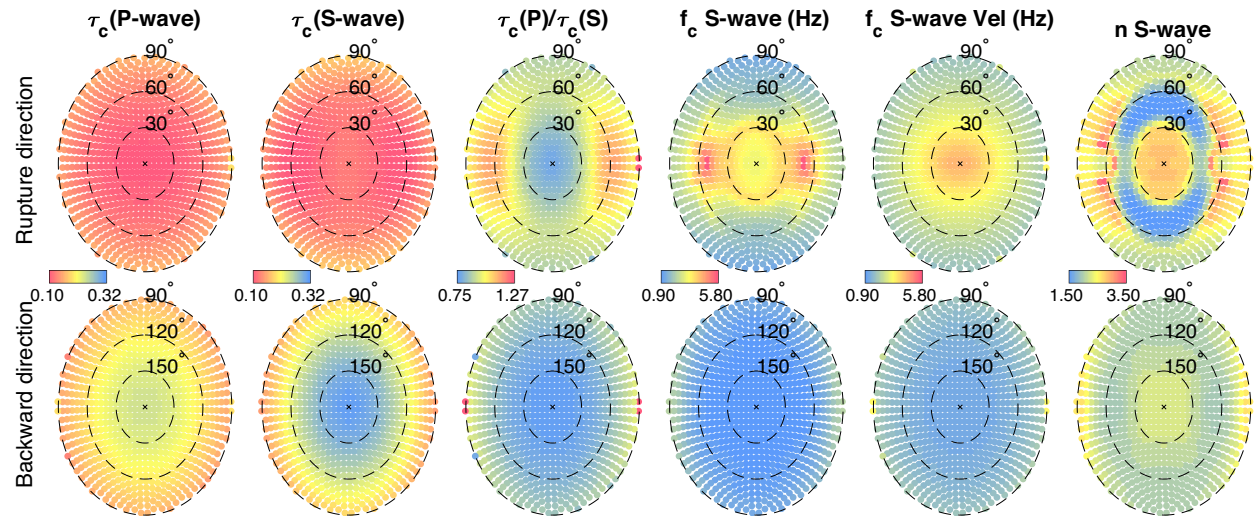 τc(P-wave) τc(S-wave) τc(P)/τc(S) fc S-wave (Hz) fc S-wave Vel (Hz) n S-wave
Rupture direction
90° 90° 90° 90° 90° 90°
60° 60° 60° 60° 60° 60°
30° 30° 30° 30° 30° 30°
0.10 0.32 0.10 0.32 0.75 1.27 0.90 5.80 0.90 5.80 1.50 3.50
Backward direction
90° 90° 90° 90° 90° 90°
120° 120° 120° 120° 120° 120°
150° 150° 150° 150° 150° 150°